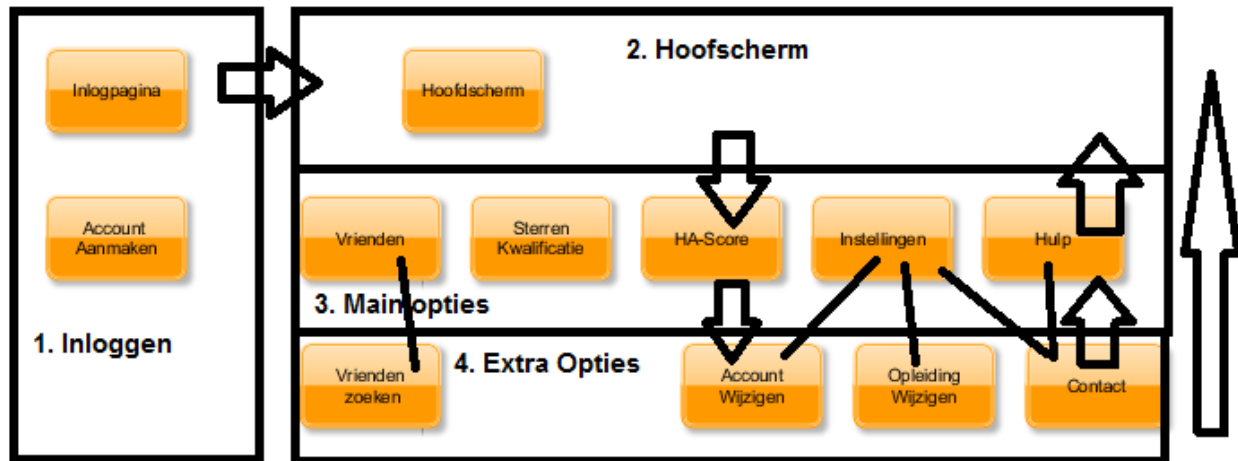 2. Hoofscherm
Inlogpagina
Hoofdscherm
Account
Aanmaken
Vrienden
Sterren
Kwalificatie
HA-Score
Instellingen
Hulp
3. Main opties
1. Inloggen
4. Extra Opties
Vrienden
zoeken
Account
Wijzigen
Opleiding
Wijzigen
Contact